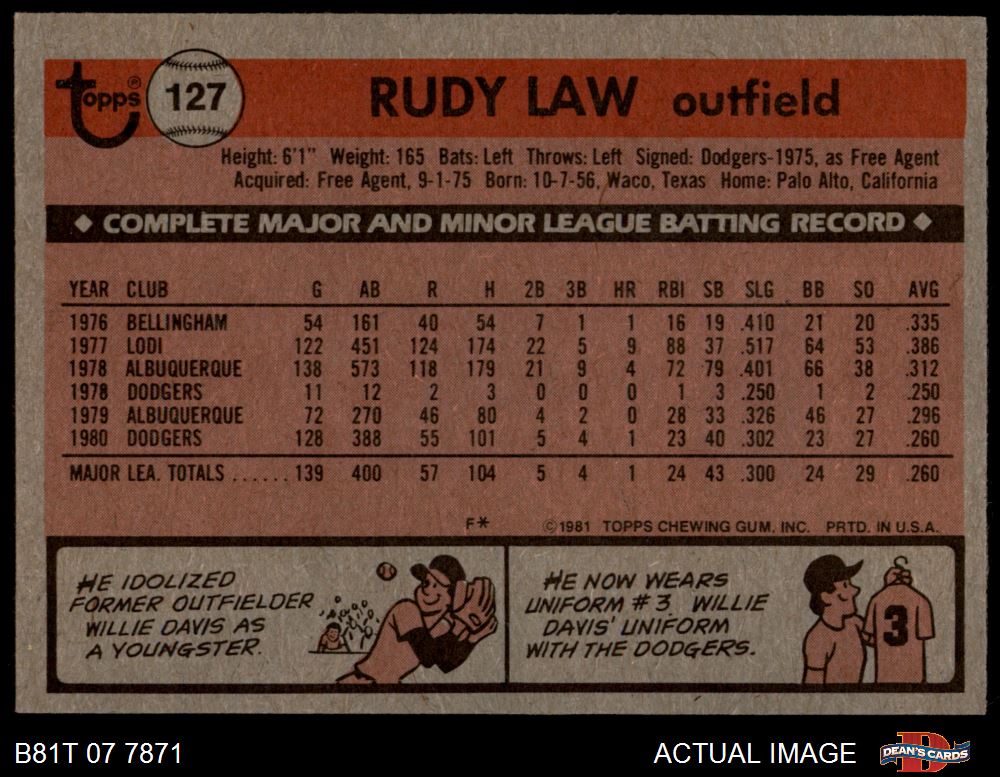 topps® 127 RUDY LAW outfield
Height: 6'1" Weight: 165 Bats: Left Throws: Left Signed: Dodgers-1975, as Free Agent
Acquired: Free Agent, 9-1-75 Born: 10-7-56, Waco, Texas Home: Palo Alto, California
◆ COMPLETE MAJOR AND MINOR LEAGUE BATTING RECORD ◆
YEAR CLUB G AB R H 2B 3B HR RBI SB SLG BB SO AVG
1976 BELLINGHAM 54 161 40 54 7 1 1 16 19 .410 21 20 .335
1977 LODI 122 451 124 174 22 5 9 88 37 .517 64 53 .386
1978 ALBUQUERQUE 138 573 118 179 21 9 4 72 79 .401 66 38 .312
1978 DODGERS 11 12 2 3 0 0 0 1 3 .250 1 2 .250
1979 ALBUQUERQUE 72 270 46 80 4 2 0 28 33 .326 46 27 .296
1980 DODGERS 128 388 55 101 5 4 1 23 40 .302 23 27 .260
MAJOR LEA. TOTALS ...... 139 400 57 104 5 4 1 24 43 .300 24 29 .260
F* ©1981 TOPPS CHEWING GUM, INC. PRTD. IN U.S.A.
HE IDOLIZED
FORMER OUTFIELDER
WILLIE DAVIS AS
A YOUNGSTER.
HE NOW WEARS
UNIFORM #3, WILLIE
DAVIS' UNIFORM
WITH THE DODGERS.
3
B81T 07 7871 ACTUAL IMAGE DEAN'S CARDS